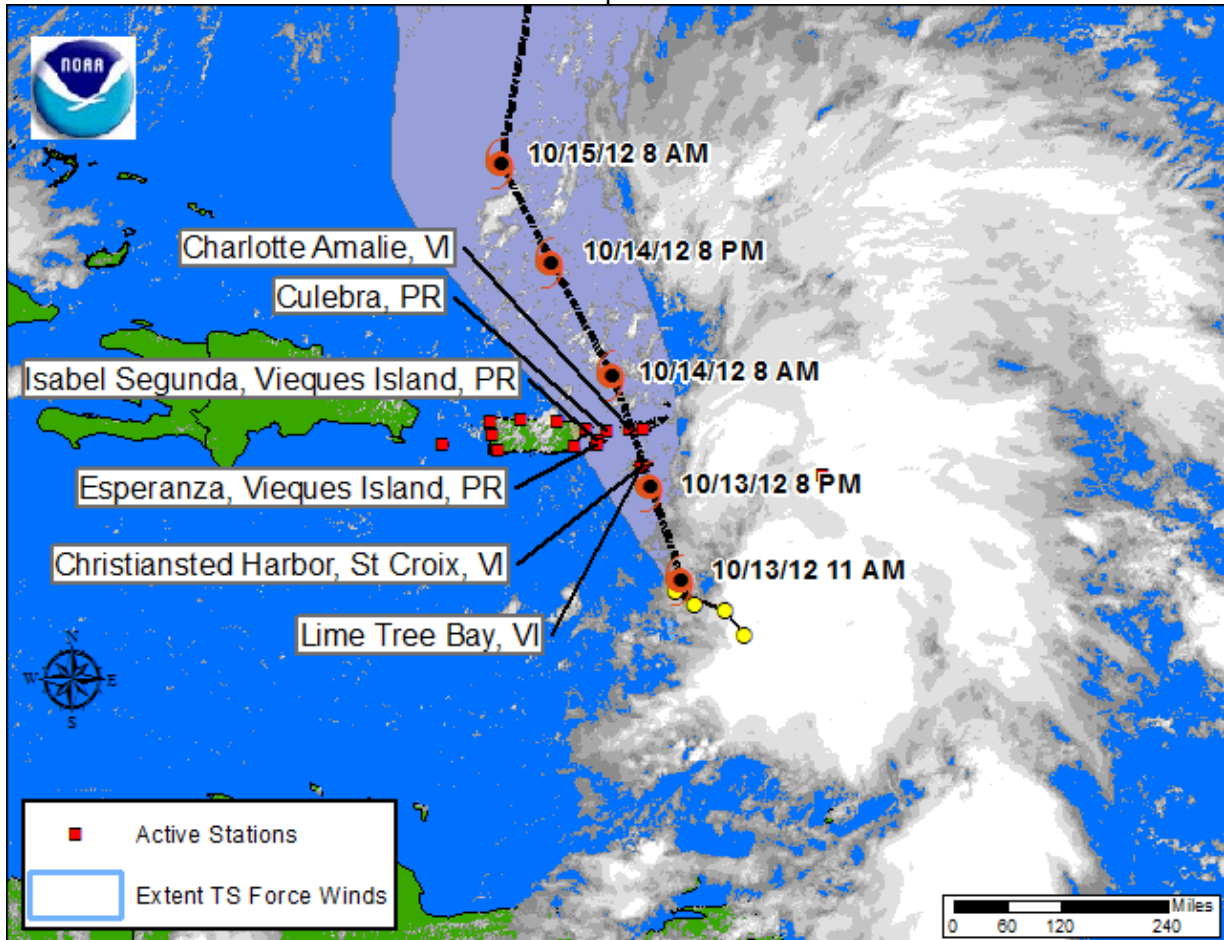 NOAA
10/15/12 8 AM
Charlotte Amalie, VI
10/14/12 8 PM
Culebra, PR
Isabel Segunda, Vieques Island, PR
10/14/12 8 AM
Esperanza, Vieques Island, PR
10/13/12 8 PM
Christiansted Harbor, St Croix, VI
10/13/12 11 AM
Lime Tree Bay, VI
N
W
E
S
Active Stations
Extent TS Force Winds
Miles
0 60 120 240